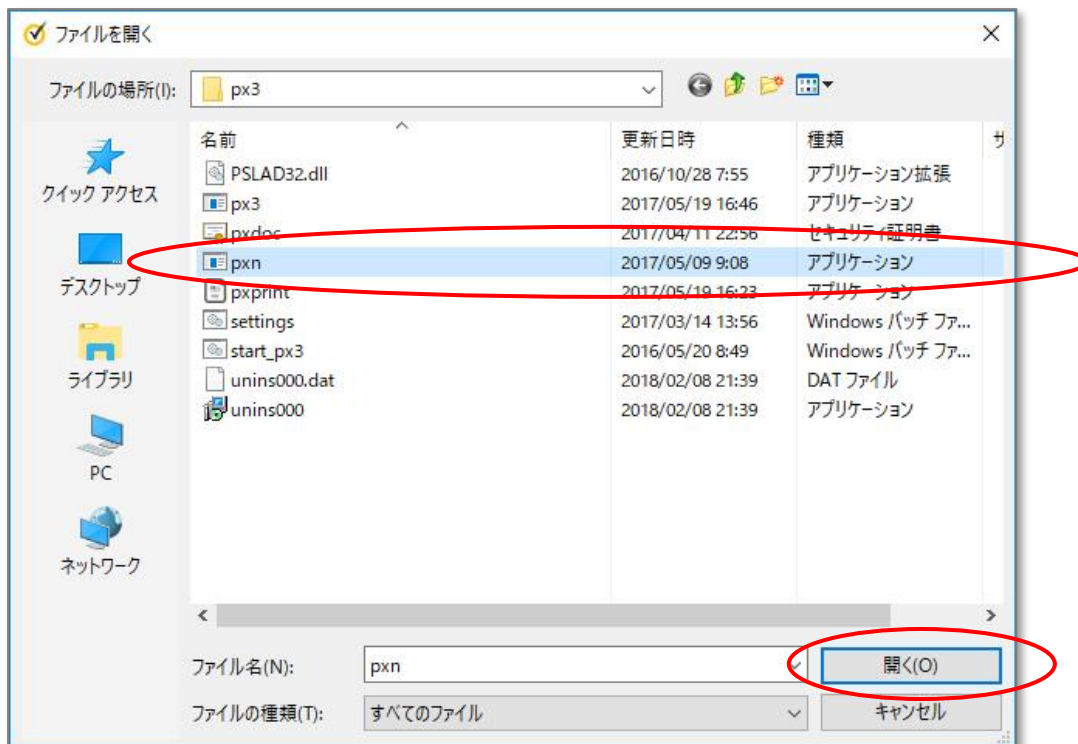 ファイルを開く
ファイルの場所(I): px3
名前 更新日時 種類 サ
PSLAD32.dll 2016/10/28 7:55 アプリケーション拡張
px3 2017/05/19 16:46 アプリケーション
pxdoc 2017/04/11 22:56 セキュリティ証明書
pxn 2017/05/09 9:08 アプリケーション
pxprint 2017/05/19 16:23 アプリケーション
settings 2017/03/14 13:56 Windows バッチ ファ...
start_px3 2016/05/20 8:49 Windows バッチ ファ...
unins000.dat 2018/02/08 21:39 DAT ファイル
unins000 2018/02/08 21:39 アプリケーション
クイック アクセス
デスクトップ
ライブラリ
PC
ネットワーク
ファイル名(N): pxn 開く(O)
ファイルの種類(T): すべてのファイル キャンセル